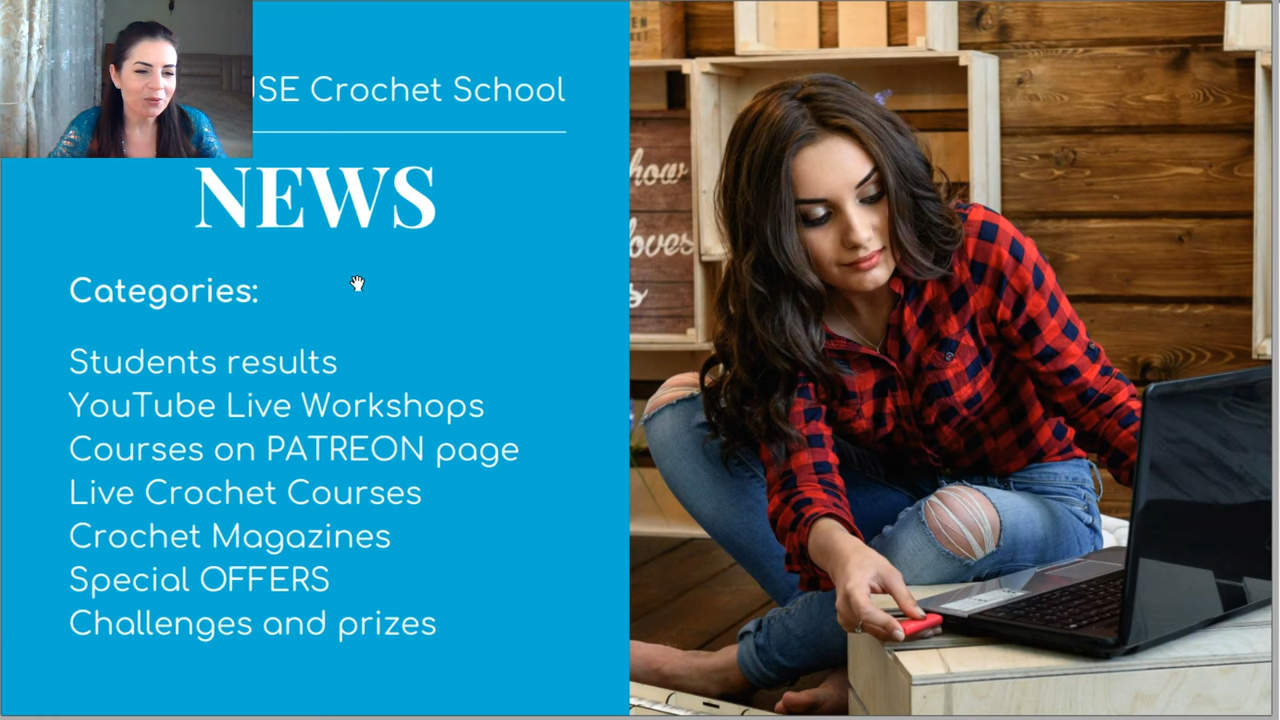 Crochet School
NEWS
Categories:
Students results
YouTube Live Workshops
Courses on PATREON page
Live Crochet Courses
Crochet Magazines
Special OFFERS
Challenges and prizes